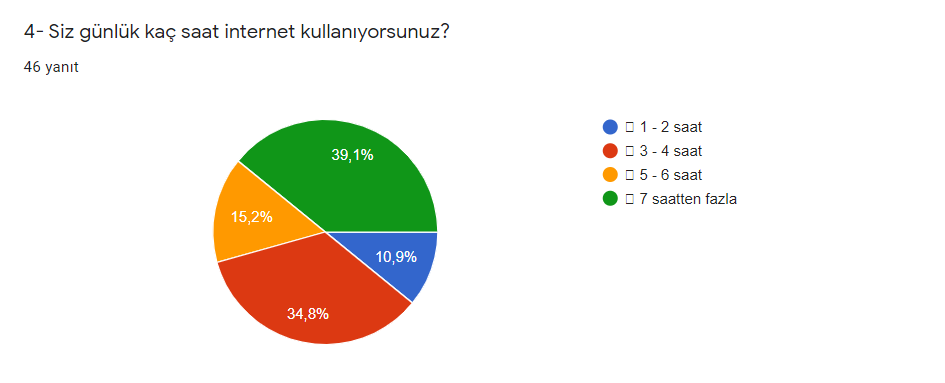 4- Siz günlük kaç saat internet kullanıyorsunuz?
46 yanıt
39,1%
15,2%
10,9%
34,8%
1 - 2 saat
3 - 4 saat
5 - 6 saat
7 saatten fazla